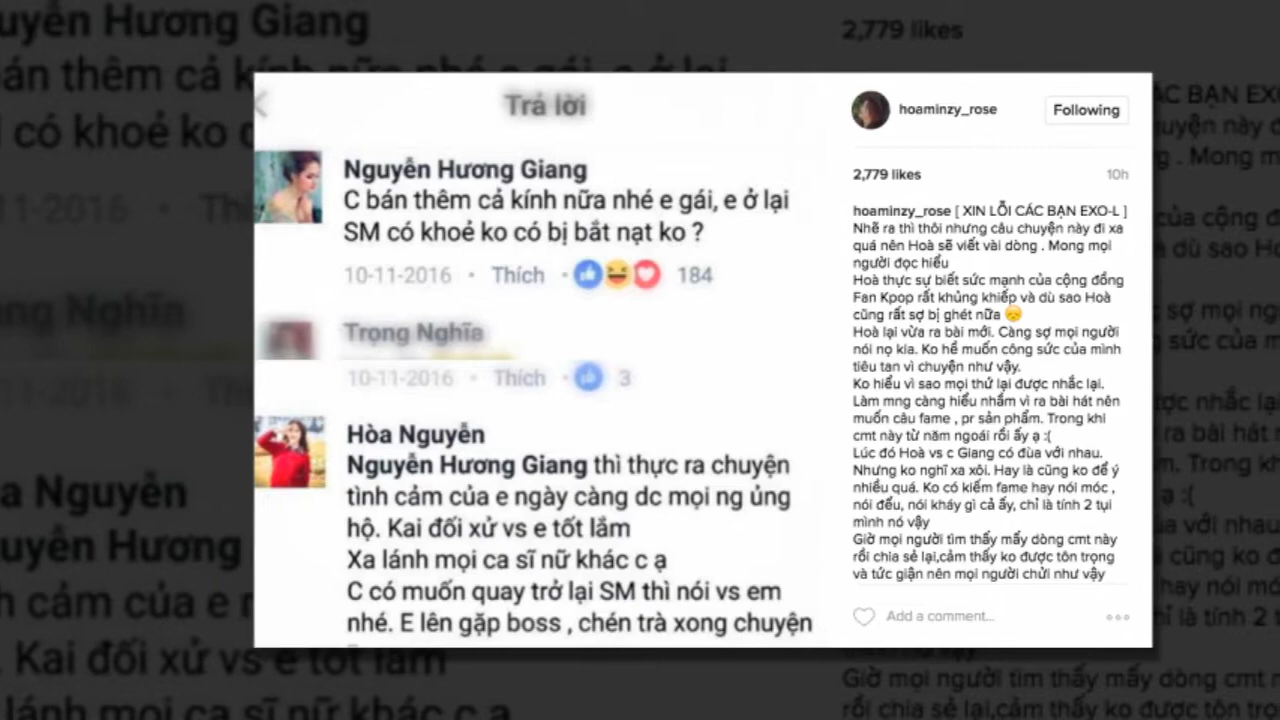 Trả lời
Nguyễn Hương Giang
C bán thêm cả kính nữa nhé e gái, e ở lại
SM có khoẻ ko có bị bắt nạt ko ?
10-11-2016 · Thích · 184
Trọng Nghĩa
10-11-2016 · Thích · 3
Hòa Nguyễn
Nguyễn Hương Giang thì thực ra chuyện
tình cảm của e ngày càng dc mọi ng ủng
hộ. Kai đối xử vs e tốt lắm
Xa lánh mọi ca sĩ nữ khác c ạ
C có muốn quay trở lại SM thì nói vs em
nhé. E lên gặp boss , chén trà xong chuyện
hoaminzy_rose
Following
2,779 likes
10h
hoaminzy_rose [ XIN LỖI CÁC BẠN EXO-L ]
Nhẽ ra thì thôi nhưng câu chuyện này đi xa
quá nên Hoà sẽ viết vài dòng . Mong mọi
người đọc hiểu
Hoà thực sự biết sức mạnh của cộng đồng
Fan Kpop rất khủng khiếp và dù sao Hoà
cũng rất sợ bị ghét nữa 😞
Hoà lại vừa ra bài mới. Càng sợ mọi người
nói nọ kia. Ko hề muốn công sức của mình
tiêu tan vì chuyện như vậy.
Ko hiểu vì sao mọi thứ lại được nhắc lại.
Làm mng càng hiểu nhầm vì ra bài hát nên
muốn câu fame , pr sản phẩm. Trong khi
cmt này từ năm ngoái rồi ấy ạ :(
Lúc đó Hoà vs c Giang có đùa với nhau.
Nhưng ko nghĩ xa xôi. Hay là cũng ko để ý
nhiều quá. Ko có kiếm fame hay nói móc ,
nói đểu, nói kháy gì cả ấy, chỉ là tính 2 tụi
mình nó vậy
Giờ mọi người tìm thấy mấy dòng cmt này
rồi chia sẻ lại,cảm thấy ko được tôn trọng
và tức giận nên mọi người chửi như vậy
Add a comment...